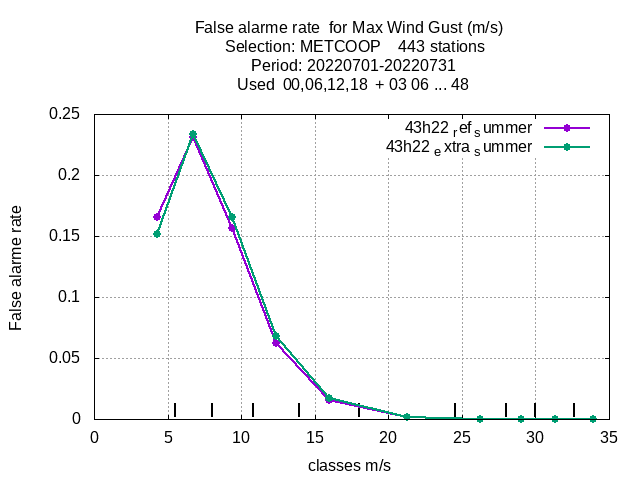 False alarme rate  for Max Wind Gust (m/s)
Selection: METCOOP    443 stations
Period: 20220701-20220731
Used  00,06,12,18  + 03 06 ... 48
43h22 ref summer
43h22 extra summer
0.25
0.2
0.15
0.1
0.05
0
False alarme rate
0 5 10 15 20 25 30 35
classes m/s